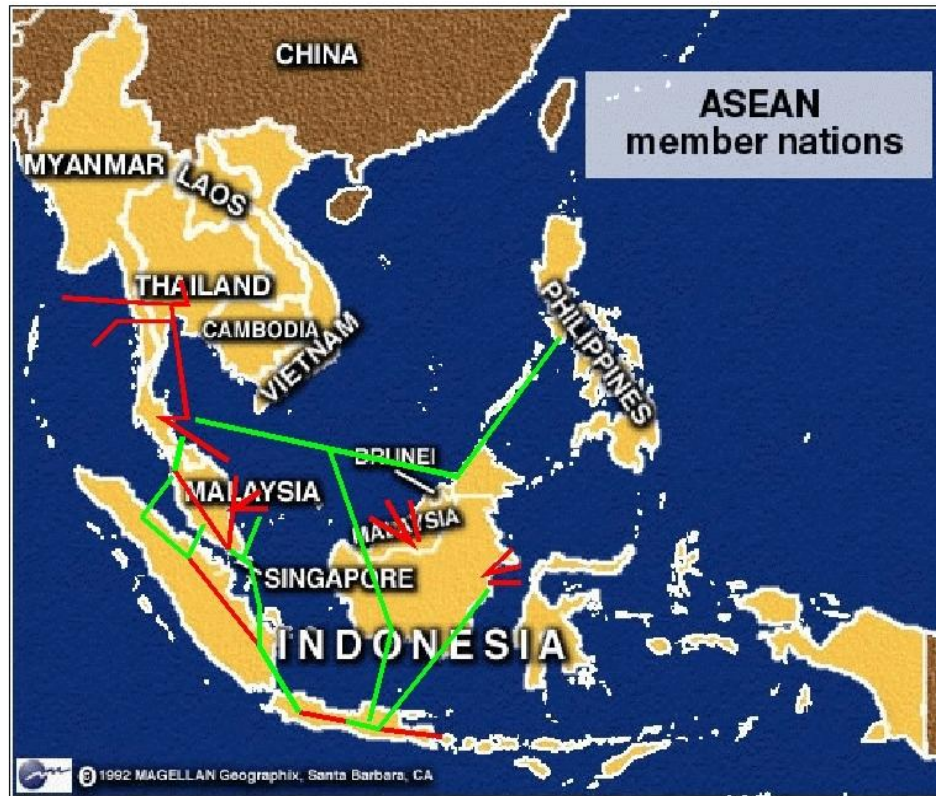 CHINA
ASEAN
member nations
MYANMAR
LAOS
THAILAND
CAMBODIA
VIETNAM
PHILIPPINES
BRUNEI
MALAYSIA
MALAYSIA
SINGAPORE
INDONESIA
© 1992 MAGELLAN Geographix, Santa Barbara, CA